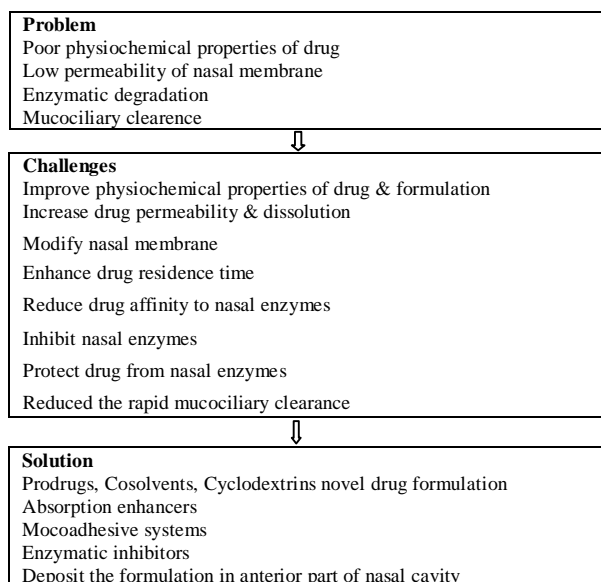 Problem
Poor physiochemical properties of drug
Low permeability of nasal membrane
Enzymatic degradation
Mucociliary clearence
Challenges
Improve physiochemical properties of drug & formulation
Increase drug permeability & dissolution
Modify nasal membrane
Enhance drug residence time
Reduce drug affinity to nasal enzymes
Inhibit nasal enzymes
Protect drug from nasal enzymes
Reduced the rapid mucociliary clearance
Solution
Prodrugs, Cosolvents, Cyclodextrins novel drug formulation
Absorption enhancers
Mocoadhesive systems
Enzymatic inhibitors
Deposit the formulation in anterior part of nasal cavity